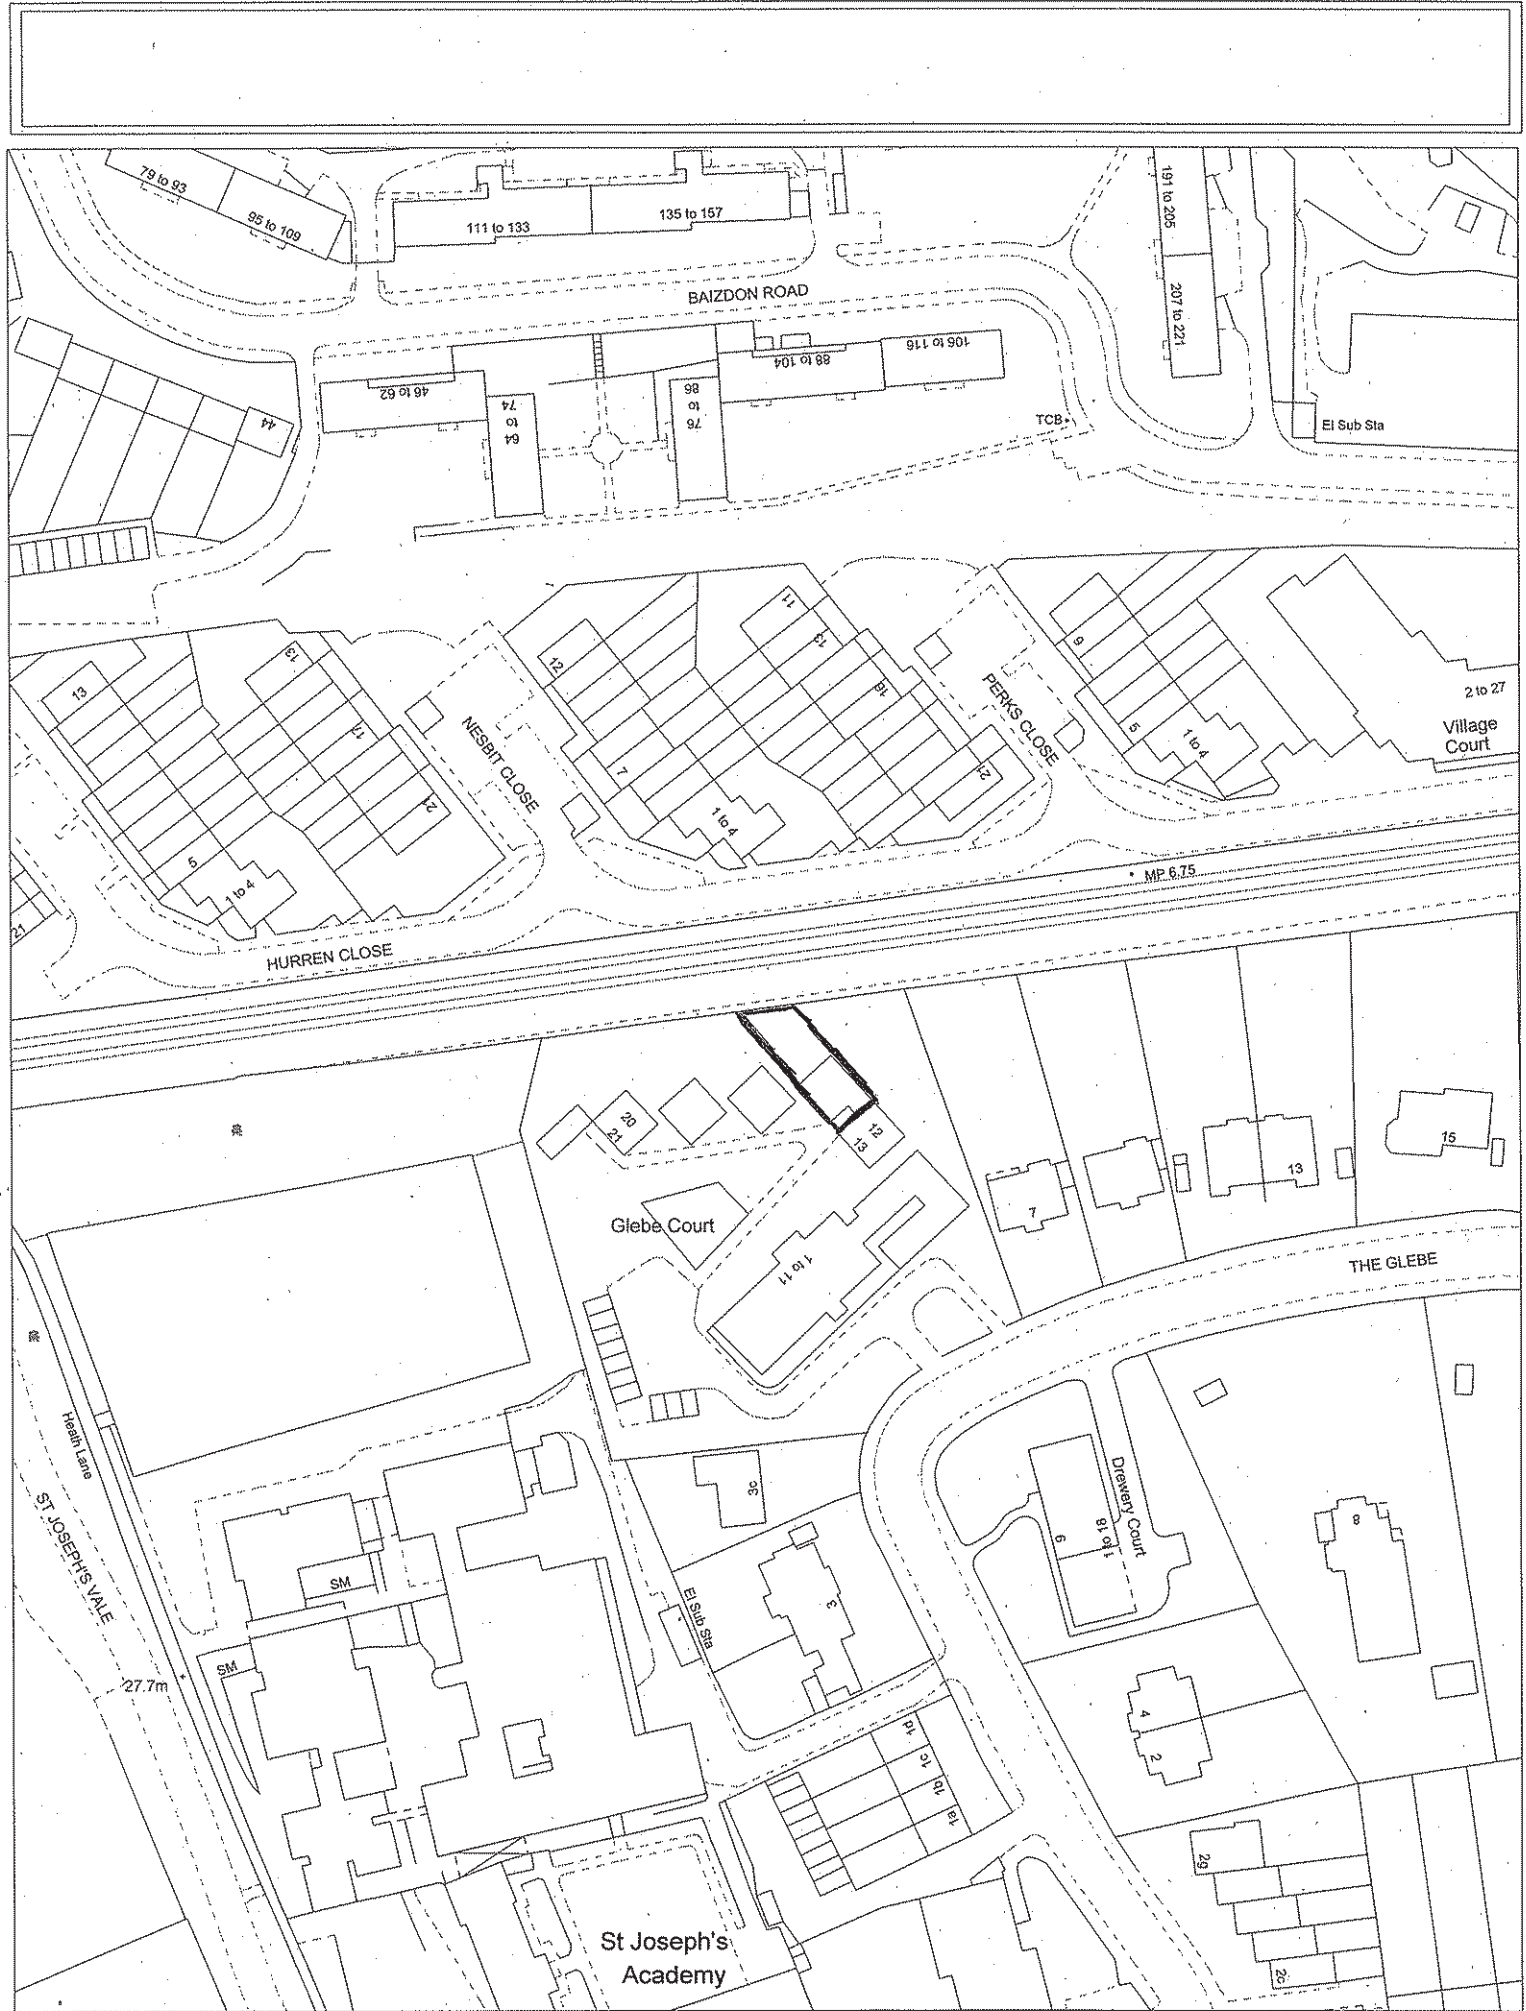 79 to 93
95 to 109
111 to 133
135 to 157
191 to 205
207 to 221
BAIZDON ROAD
46 to 62
74
to
64
86
to
76
88 to 104
106 to 116
44
TCB
El Sub Sta
13
13
17
21
5
1 to 4
21
NESBIT CLOSE
12
7
1 to 4
11
13
19
21
PERKS CLOSE
9
5
1 to 4
2 to 27
Village
Court
MP 6.75
HURREN CLOSE
20
21
12
13
Glebe Court
1 to 11
7
13
15
THE GLEBE
Heath Lane
ST JOSEPH'S VALE
3c
Drewery Court
1 to 18
6
8
SM
SM
El Sub Sta
3
27.7m
4
2
1d
1c
1b
1a
2g
2c
St Joseph's
Academy